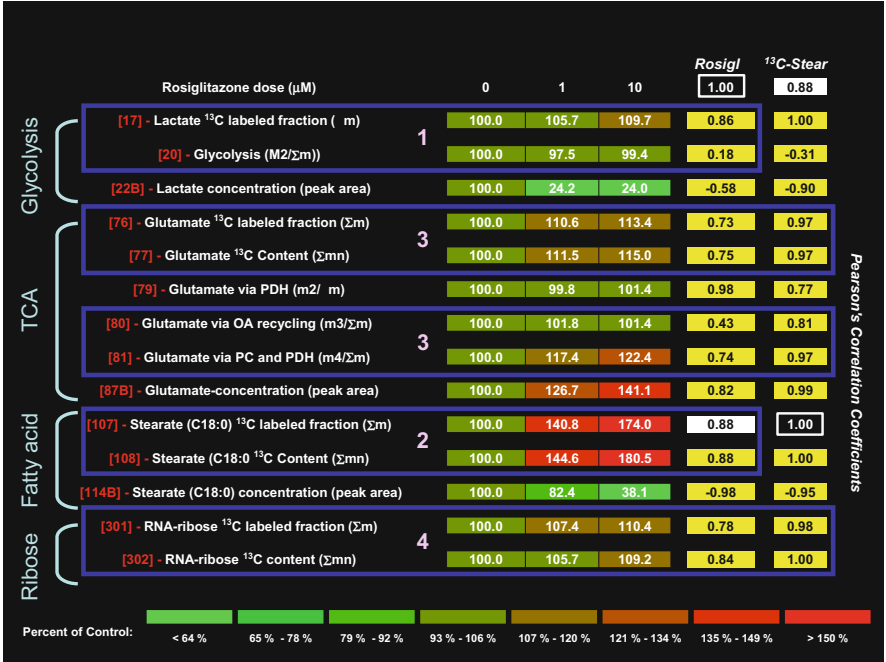 Rosigl ¹³C-Stear
Rosiglitazone dose (μM) 0 1 10 1.00 0.88
Glycolysis
[17] - Lactate ¹³C labeled fraction ( m) 100.0 105.7 109.7 0.86 1.00
1
[20] - Glycolysis (M2/Σm)) 100.0 97.5 99.4 0.18 -0.31
[22B] - Lactate concentration (peak area) 100.0 24.2 24.0 -0.58 -0.90
TCA
[76] - Glutamate ¹³C labeled fraction (Σm) 100.0 110.6 113.4 0.73 0.97
3
[77] - Glutamate ¹³C Content (Σmn) 100.0 111.5 115.0 0.75 0.97
[79] - Glutamate via PDH (m2/ m) 100.0 99.8 101.4 0.98 0.77
[80] - Glutamate via OA recycling (m3/Σm) 100.0 101.8 101.4 0.43 0.81
3
[81] - Glutamate via PC and PDH (m4/Σm) 100.0 117.4 122.4 0.74 0.97
[87B] - Glutamate-concentration (peak area) 100.0 126.7 141.1 0.82 0.99
Fatty acid
[107] - Stearate (C18:0) ¹³C labeled fraction (Σm) 100.0 140.8 174.0 0.88 1.00
2
[108] - Stearate (C18:0 ¹³C Content (Σmn) 100.0 144.6 180.5 0.88 1.00
[114B] - Stearate (C18:0) concentration (peak area) 100.0 82.4 38.1 -0.98 -0.95
Ribose
[301] - RNA-ribose ¹³C labeled fraction (Σm) 100.0 107.4 110.4 0.78 0.98
4
[302] - RNA-ribose ¹³C content (Σmn) 100.0 105.7 109.2 0.84 1.00
Pearson's Correlation Coefficients
Percent of Control: < 64 % 65 % - 78 % 79 % - 92 % 93 % - 106 % 107 % - 120 % 121 % - 134 % 135 % - 149 % > 150 %